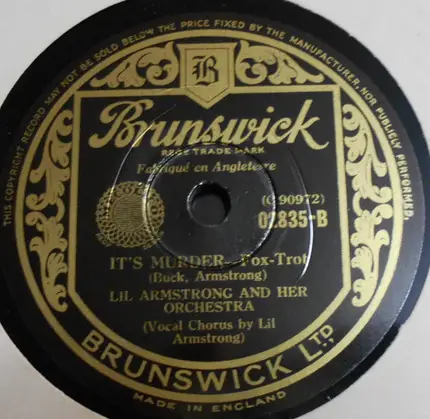 THIS COPYRIGHT RECORD MAY NOT BE SOLD BELOW THE PRICE FIXED BY THE MANUFACTURER, NOR PUBLICLY PERFORMED.
B
Brunswick
REGD TRADE MARK
Fabriqué en Angleterre
(C 90972)
02835-B
IT'S MURDER—Fox-Trot
(Buck, Armstrong)
LIL ARMSTRONG AND HER
ORCHESTRA
(Vocal Chorus by Lil
Armstrong)
BRUNSWICK LTD.,
MADE IN ENGLAND